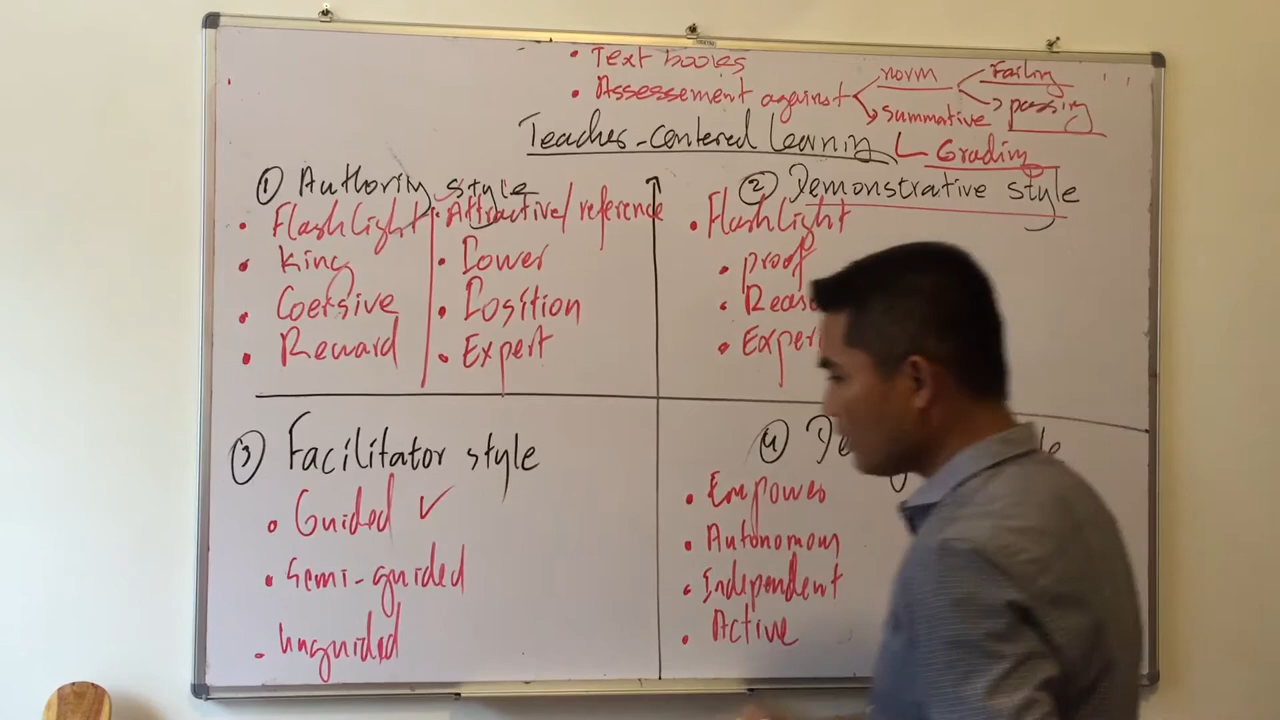 • Text books
• Assessement against norm Failing
summative passing
Teacher-centered learning Grading
① Authority style
• Flashlight • Attractive/reference
• King • Power
• Coersive • Position
• Reward • Expert
② Demonstrative style
• Flashlight
• proof
•
• Exper
③ Facilitator style
• Guided ✓
• Semi-guided
• unguided
④ De
• Empower
• Autonomous
• Independent
• Active